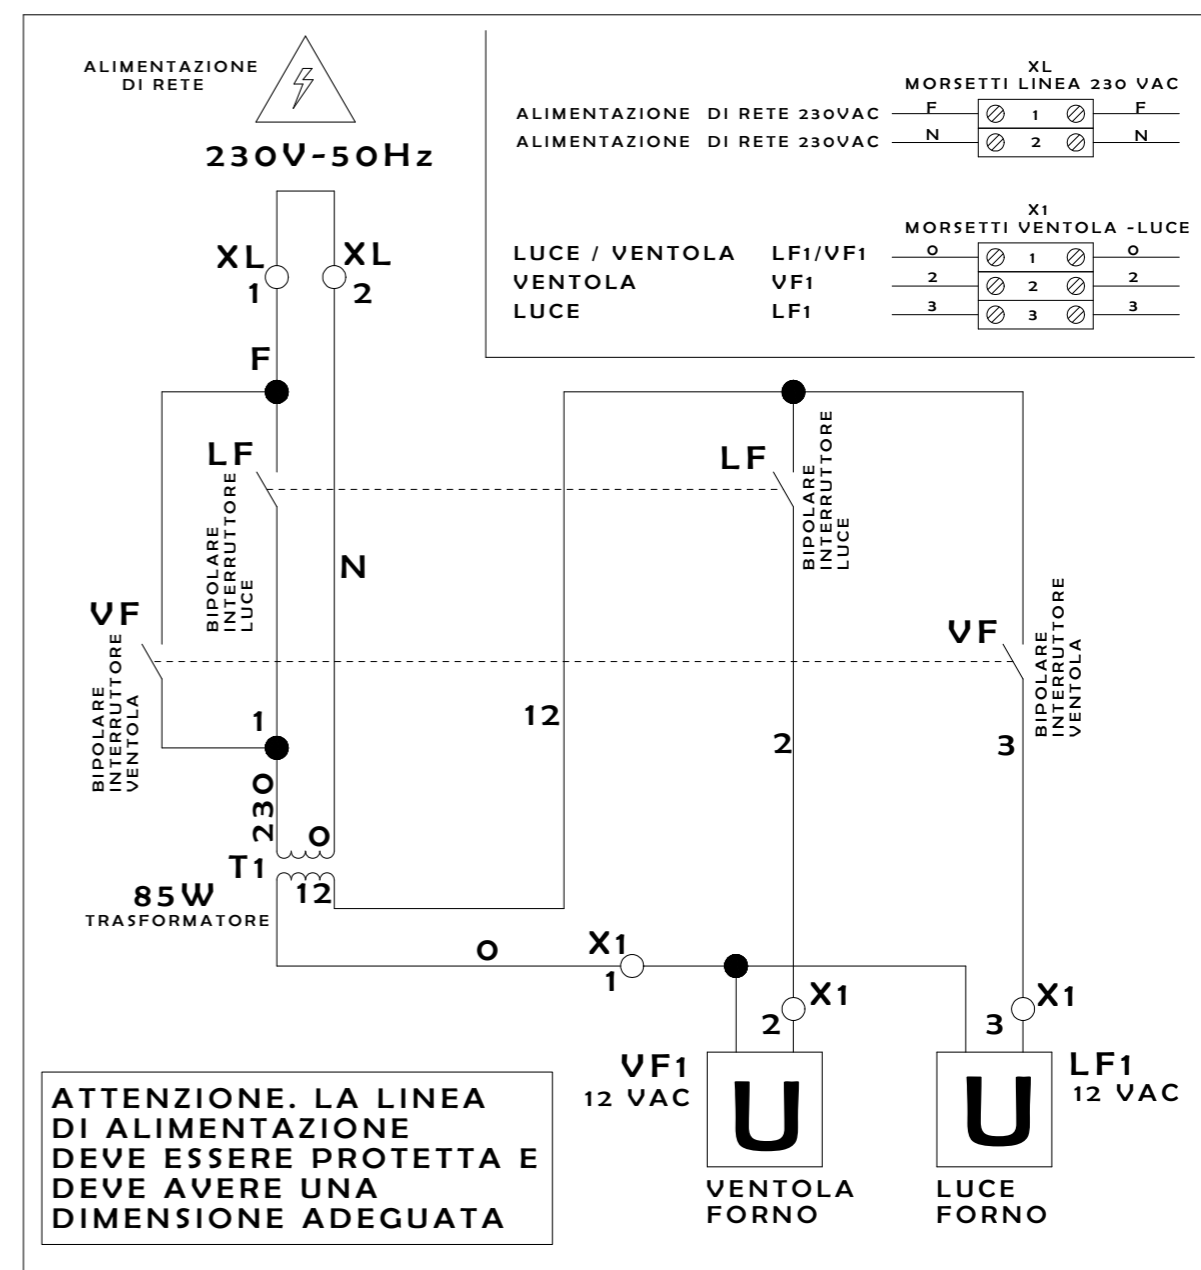 ALIMENTAZIONE
DI RETE
230V-50Hz
XL
MORSETTI LINEA 230 VAC
ALIMENTAZIONE DI RETE 230VAC F 1 F
ALIMENTAZIONE DI RETE 230VAC N 2 N
X1
MORSETTI VENTOLA -LUCE
LUCE / VENTOLA LF1/VF1 0 1 0
VENTOLA VF1 2 2 2
LUCE LF1 3 3 3
XL
1
XL
2
F
LF
BIPOLARE
INTERRUTTORE
LUCE
N
LF
BIPOLARE
INTERRUTTORE
LUCE
VF
BIPOLARE
INTERRUTTORE
VENTOLA
VF
BIPOLARE
INTERRUTTORE
VENTOLA
1
12
2
3
230
0
T1
12
85W
TRASFORMATORE
0
X1
1
X1
2
X1
3
VF1
12 VAC
U
LF1
12 VAC
U
VENTOLA
FORNO
LUCE
FORNO
ATTENZIONE. LA LINEA
DI ALIMENTAZIONE
DEVE ESSERE PROTETTA E
DEVE AVERE UNA
DIMENSIONE ADEGUATA